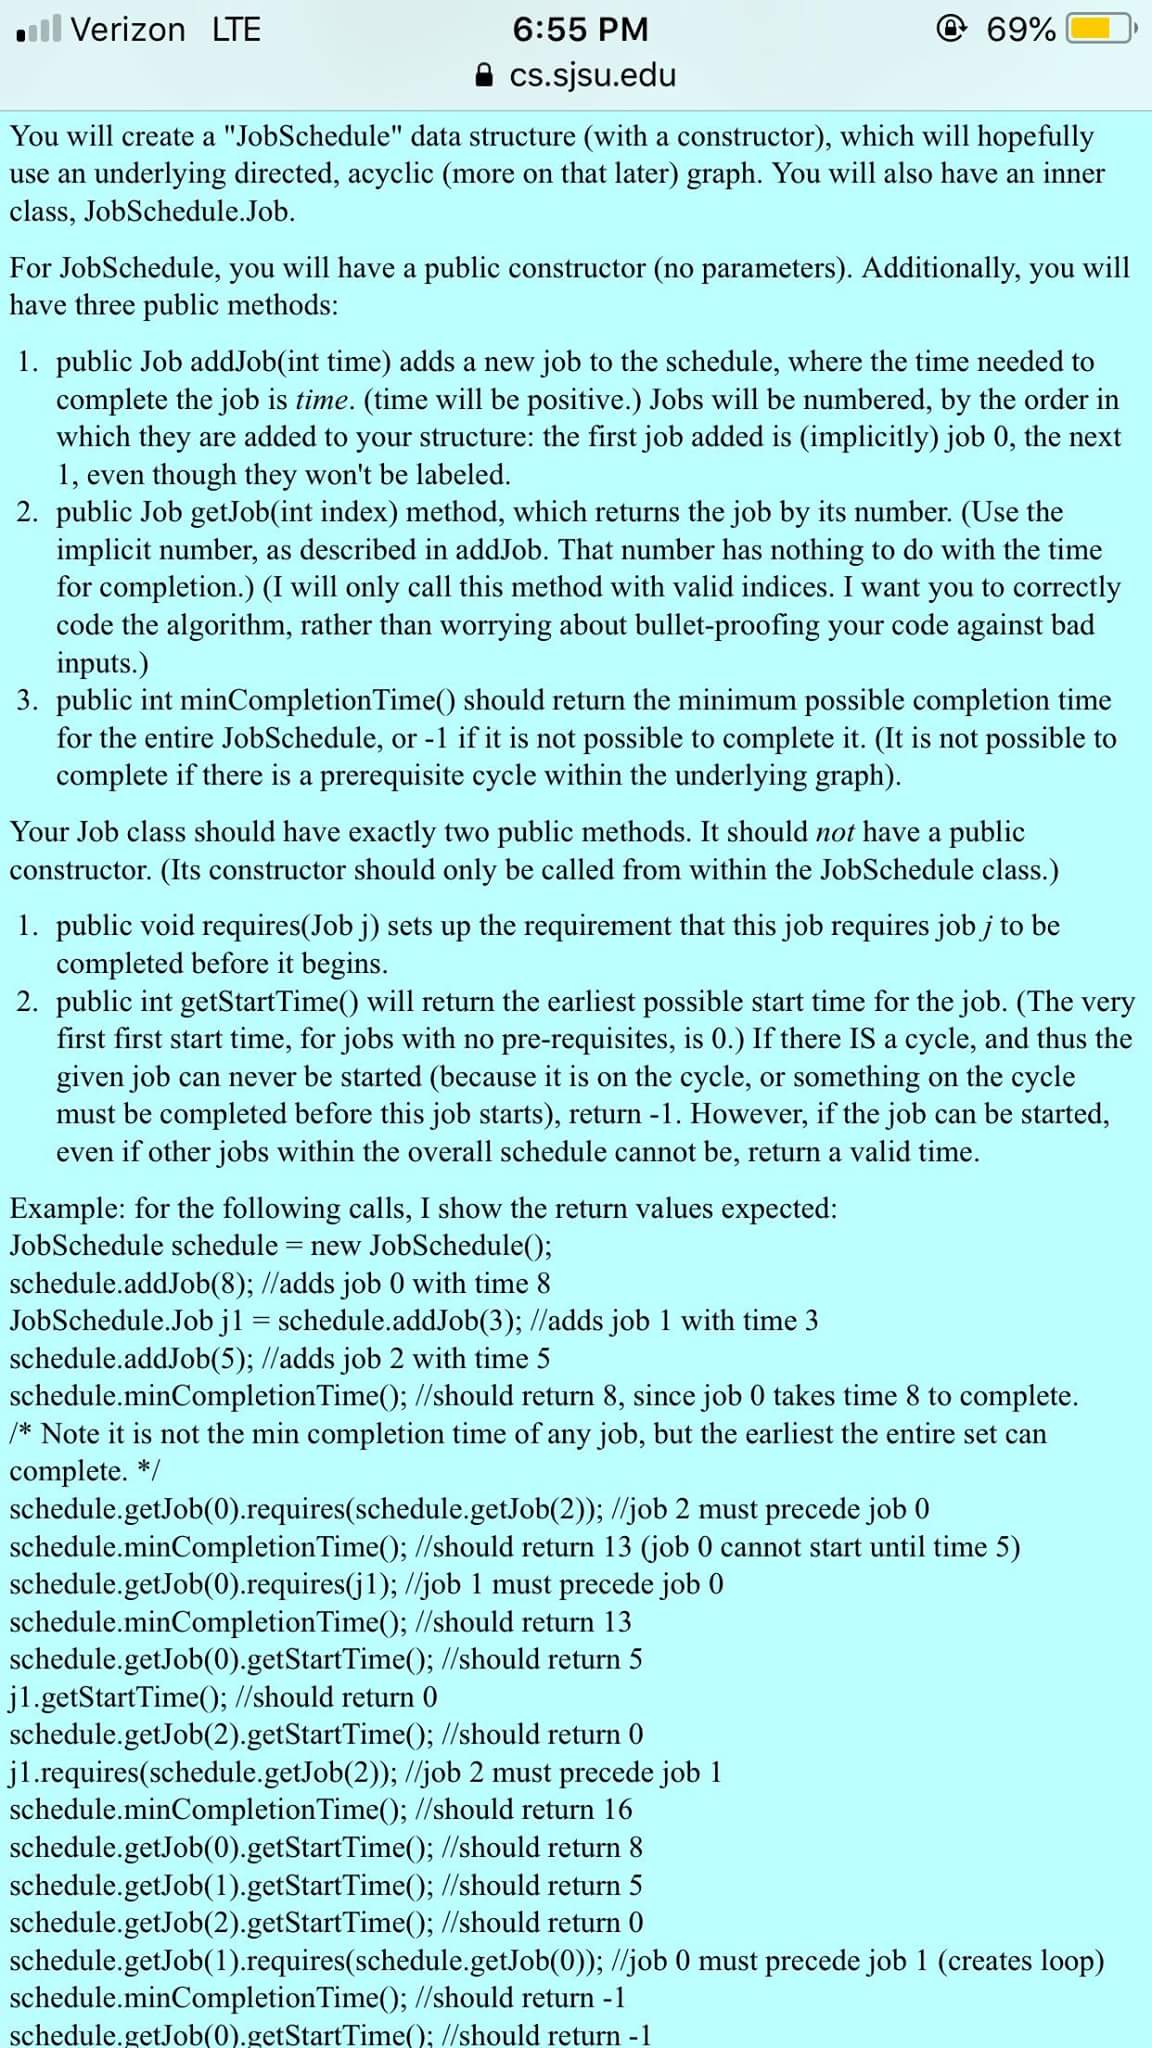 Verizon LTE 6:55 PM 69%
cs.sjsu.edu
You will create a "JobSchedule" data structure (with a constructor), which will hopefully
use an underlying directed, acyclic (more on that later) graph. You will also have an inner
class, JobSchedule.Job.
For JobSchedule, you will have a public constructor (no parameters). Additionally, you will
have three public methods:
1. public Job addJob(int time) adds a new job to the schedule, where the time needed to
complete the job is time. (time will be positive.) Jobs will be numbered, by the order in
which they are added to your structure: the first job added is (implicitly) job 0, the next
1, even though they won't be labeled.
2. public Job getJob(int index) method, which returns the job by its number. (Use the
implicit number, as described in addJob. That number has nothing to do with the time
for completion.) (I will only call this method with valid indices. I want you to correctly
code the algorithm, rather than worrying about bullet-proofing your code against bad
inputs.)
3. public int minCompletionTime() should return the minimum possible completion time
for the entire JobSchedule, or -1 if it is not possible to complete it. (It is not possible to
complete if there is a prerequisite cycle within the underlying graph).
Your Job class should have exactly two public methods. It should not have a public
constructor. (Its constructor should only be called from within the JobSchedule class.)
1. public void requires(Job j) sets up the requirement that this job requires job j to be
completed before it begins.
2. public int getStartTime() will return the earliest possible start time for the job. (The very
first first start time, for jobs with no pre-requisites, is 0.) If there IS a cycle, and thus the
given job can never be started (because it is on the cycle, or something on the cycle
must be completed before this job starts), return -1. However, if the job can be started,
even if other jobs within the overall schedule cannot be, return a valid time.
Example: for the following calls, I show the return values expected:
JobSchedule schedule = new JobSchedule();
schedule.addJob(8); //adds job 0 with time 8
JobSchedule.Job j1 = schedule.addJob(3); //adds job 1 with time 3
schedule.addJob(5); //adds job 2 with time 5
schedule.minCompletionTime(); //should return 8, since job 0 takes time 8 to complete.
/* Note it is not the min completion time of any job, but the earliest the entire set can
complete. */
schedule.getJob(0).requires(schedule.getJob(2)); //job 2 must precede job 0
schedule.minCompletionTime(); //should return 13 (job 0 cannot start until time 5)
schedule.getJob(0).requires(j1); //job 1 must precede job 0
schedule.minCompletionTime(); //should return 13
schedule.getJob(0).getStartTime(); //should return 5
j1.getStartTime(); //should return 0
schedule.getJob(2).getStartTime(); //should return 0
j1.requires(schedule.getJob(2)); //job 2 must precede job 1
schedule.minCompletionTime(); //should return 16
schedule.getJob(0).getStartTime(); //should return 8
schedule.getJob(1).getStartTime(); //should return 5
schedule.getJob(2).getStartTime(); //should return 0
schedule.getJob(1).requires(schedule.getJob(0)); //job 0 must precede job 1 (creates loop)
schedule.minCompletionTime(); //should return -1
schedule.getJob(0).getStartTime(); //should return -1